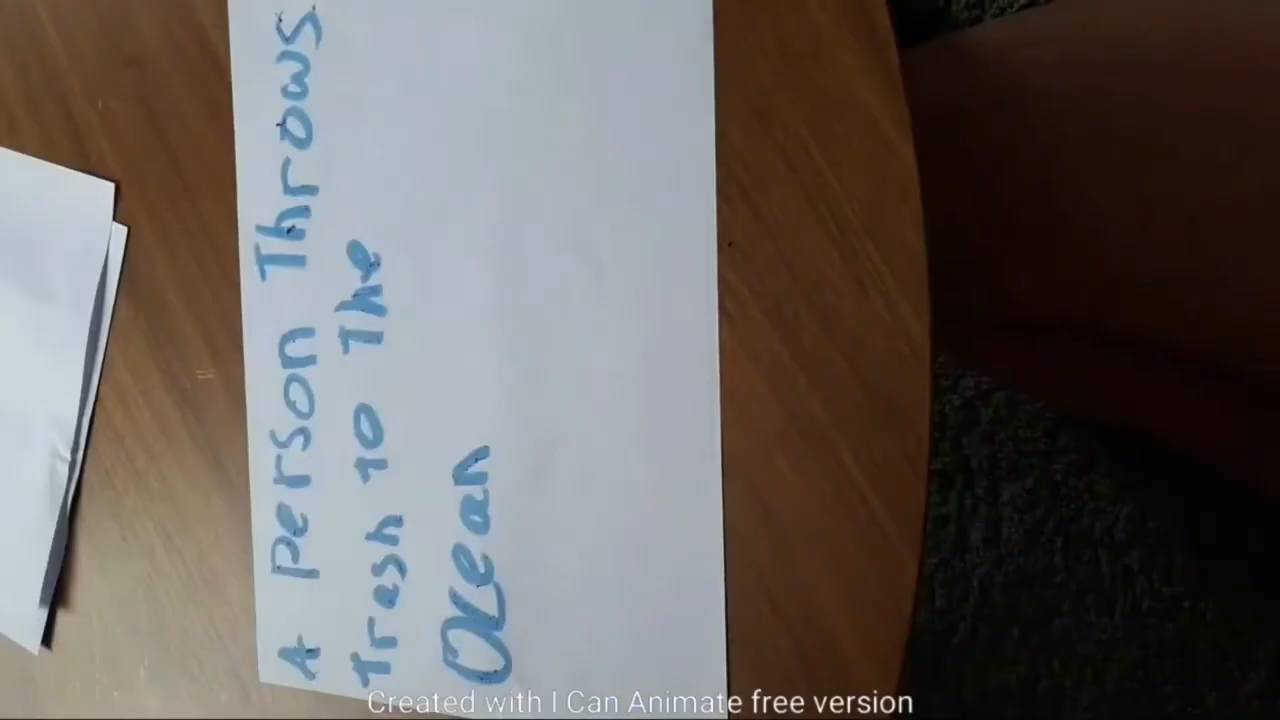 A person Throws
Trash to The
Ocean
Created with I Can Animate free version